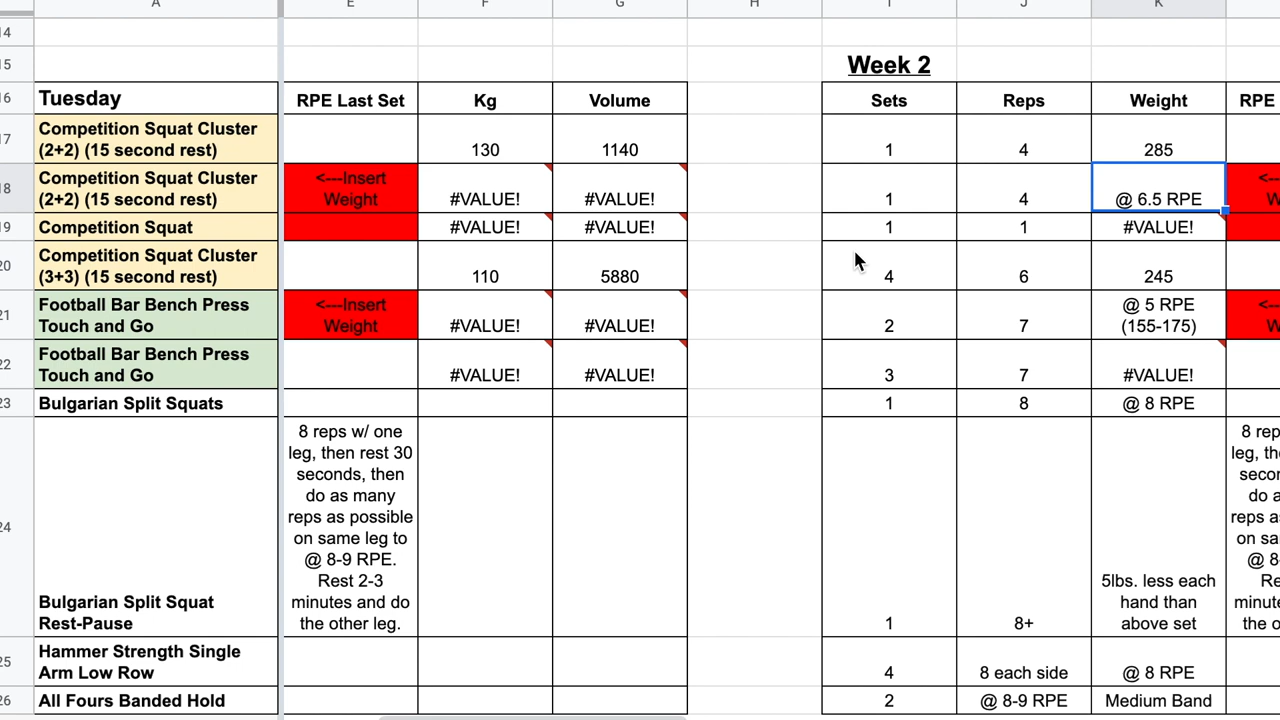 A E F G H I J K
14
15 Week 2
16 Tuesday RPE Last Set Kg Volume Sets Reps Weight RPE
17 Competition Squat Cluster
(2+2) (15 second rest) 130 1140 1 4 285
18 Competition Squat Cluster
(2+2) (15 second rest) <---Insert
Weight #VALUE! #VALUE! 1 4 @ 6.5 RPE
19 Competition Squat #VALUE! #VALUE! 1 1 #VALUE!
20 Competition Squat Cluster
(3+3) (15 second rest) 110 5880 4 6 245
21 Football Bar Bench Press
Touch and Go <---Insert
Weight #VALUE! #VALUE! 2 7 @ 5 RPE
(155-175)
22 Football Bar Bench Press
Touch and Go #VALUE! #VALUE! 3 7 #VALUE!
23 Bulgarian Split Squats 1 8 @ 8 RPE
24 Bulgarian Split Squat
Rest-Pause
8 reps w/ one
leg, then rest 30
seconds, then
do as many
reps as possible
on same leg to
@ 8-9 RPE.
Rest 2-3
minutes and do
the other leg.
1 8+ 5lbs. less each
hand than
above set
25 Hammer Strength Single
Arm Low Row 4 8 each side @ 8 RPE
26 All Fours Banded Hold 2 @ 8-9 RPE Medium Band